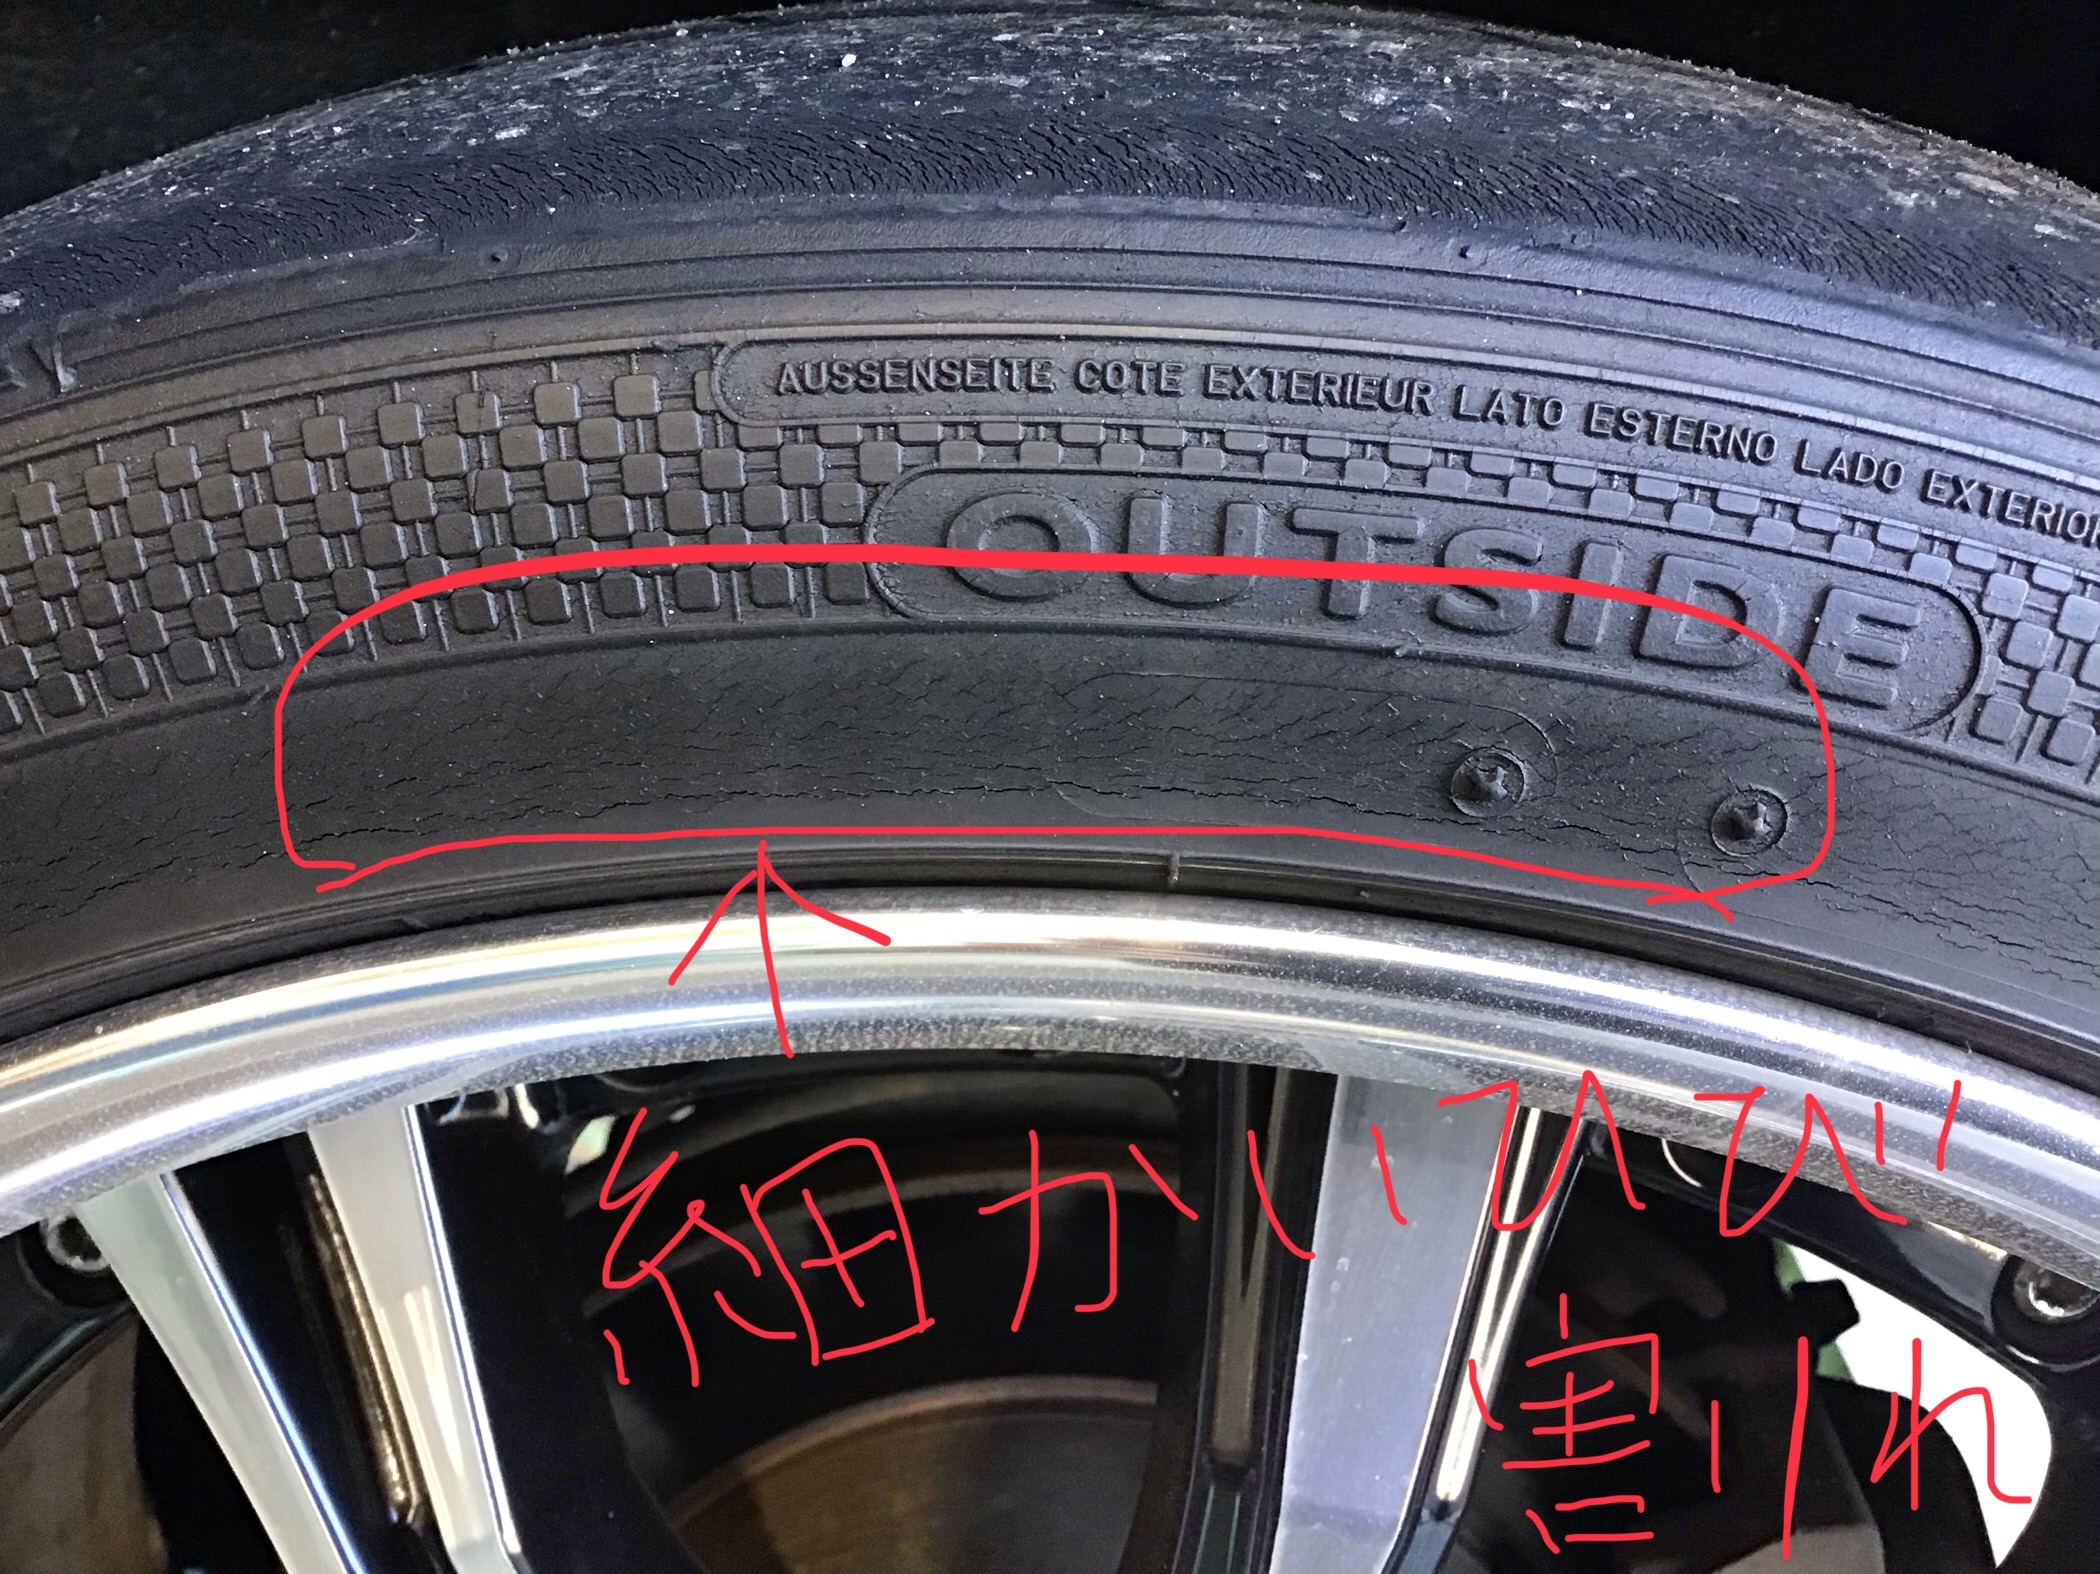 AUSSENSEITE COTE EXTERIEUR LATO ESTERNO LADO EXTERIOR
OUTSIDE
細かいひび
割れ